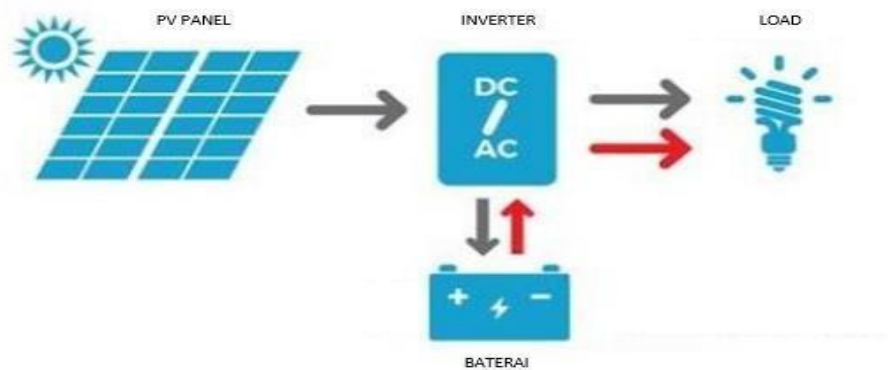 PV PANEL
INVERTER
LOAD
DC
AC
+
-
BATERAI